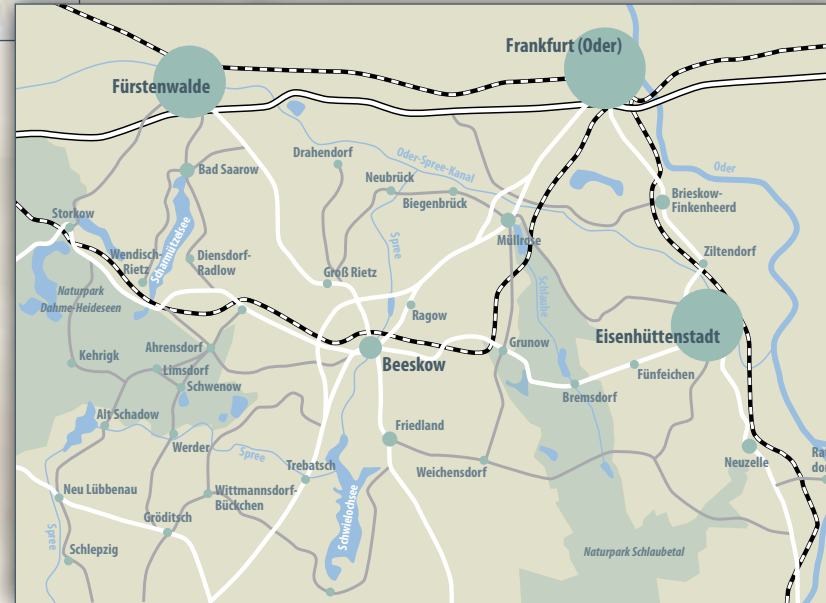 Frankfurt (Oder)
Fürstenwalde
Drahendorf
Oder-Spree-Kanal
Oder
Bad Saarow
Neubrück
Biegenbrück
Brieskow-
Finkenheerd
Storkow
Scharmützelsee
Müllrose
Wendisch-
Rietz
Diensdorf-
Radlow
Spree
Groß Rietz
Schlaube
Ziltendorf
Naturpark
Dahme-Heideseen
Ragow
Eisenhüttenstadt
Ahrensdorf
Grunow
Kehrigk
Beeskow
Limsdorf
Fünfeichen
Schwenow
Bremsdorf
Alt Schadow
Friedland
Werder
Spree
Trebatsch
Weichensdorf
Neuzelle
Neu Lübbenau
Wittmannsdorf-
Bückchen
Schwielochsee
Gröditsch
Spree
Schlepzig
Naturpark Schlaubetal